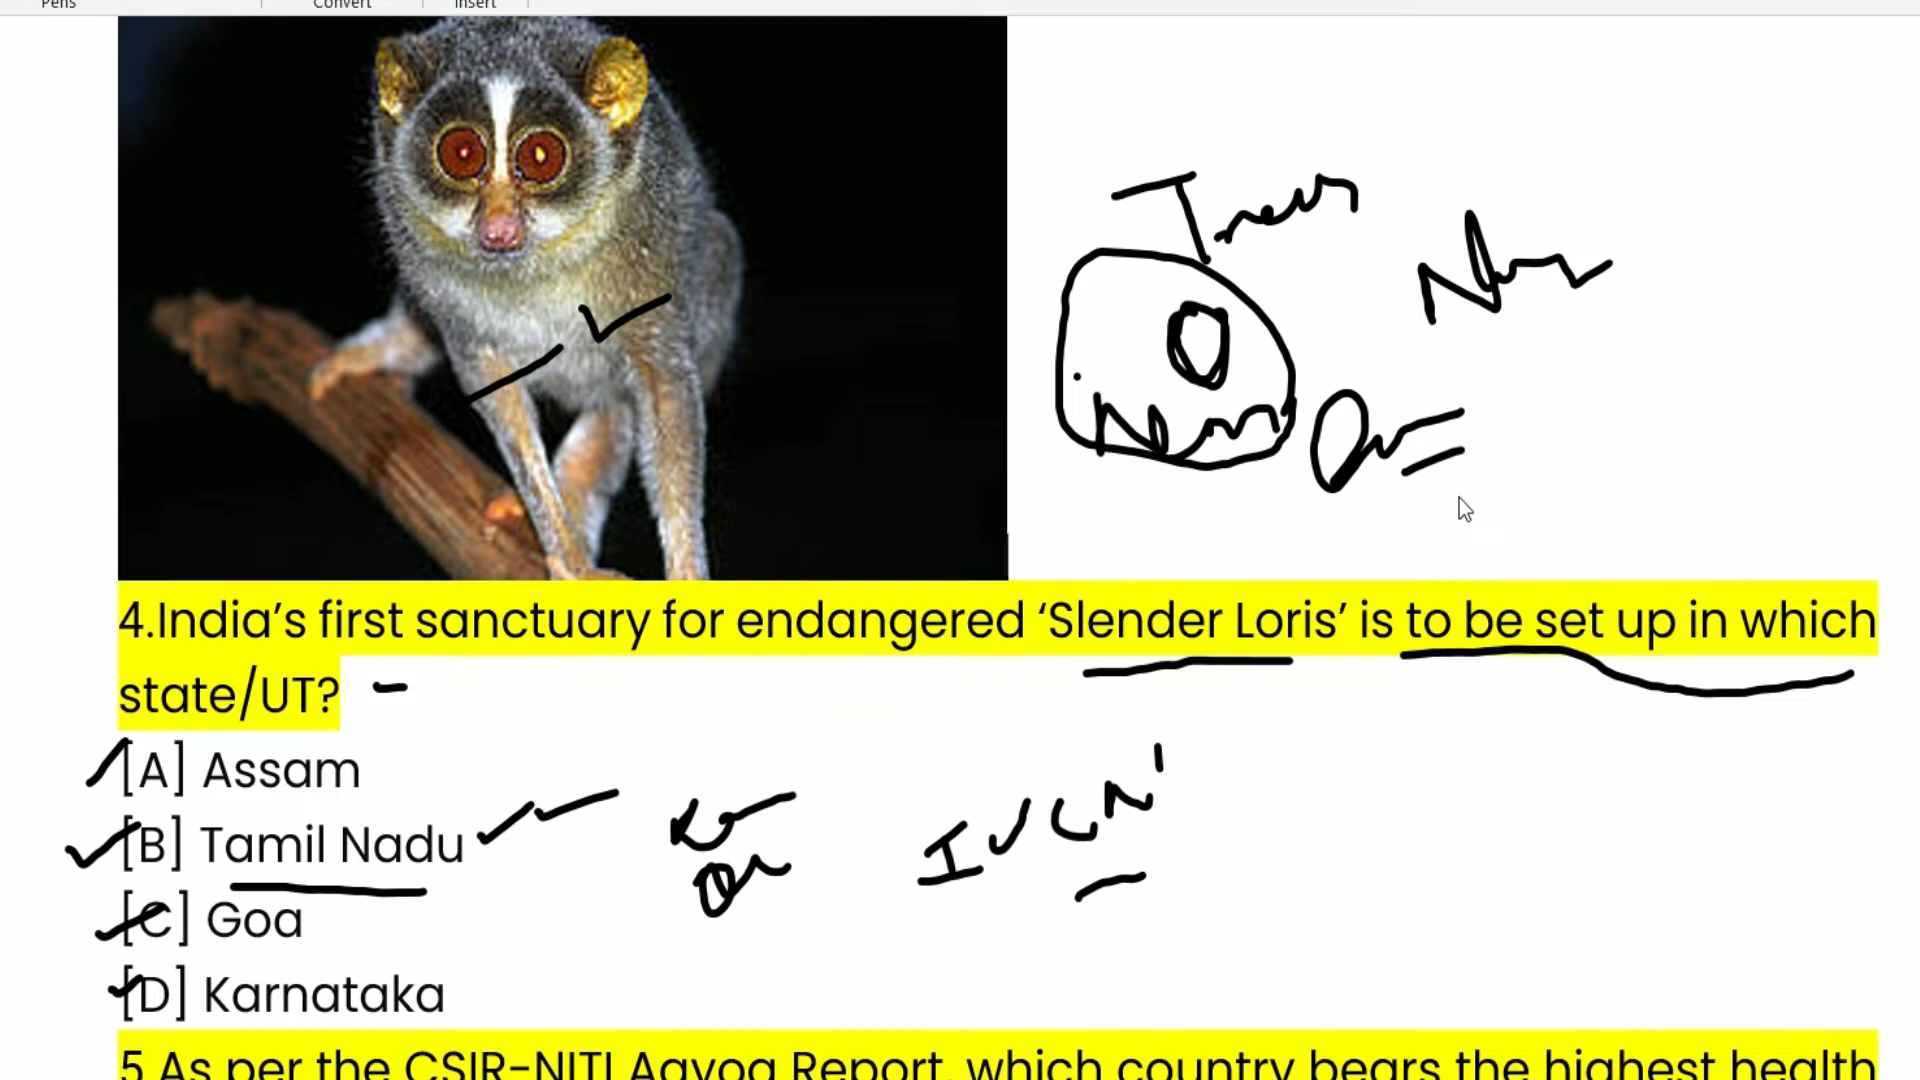 Pens Convert Insert
4.India's first sanctuary for endangered ‘Slender Loris’ is to be set up in which
state/UT?
[A] Assam
[B] Tamil Nadu
IUCN
[C] Goa
[D] Karnataka
5 As per the CSIR-NITI Aayog Report, which country bears the highest health